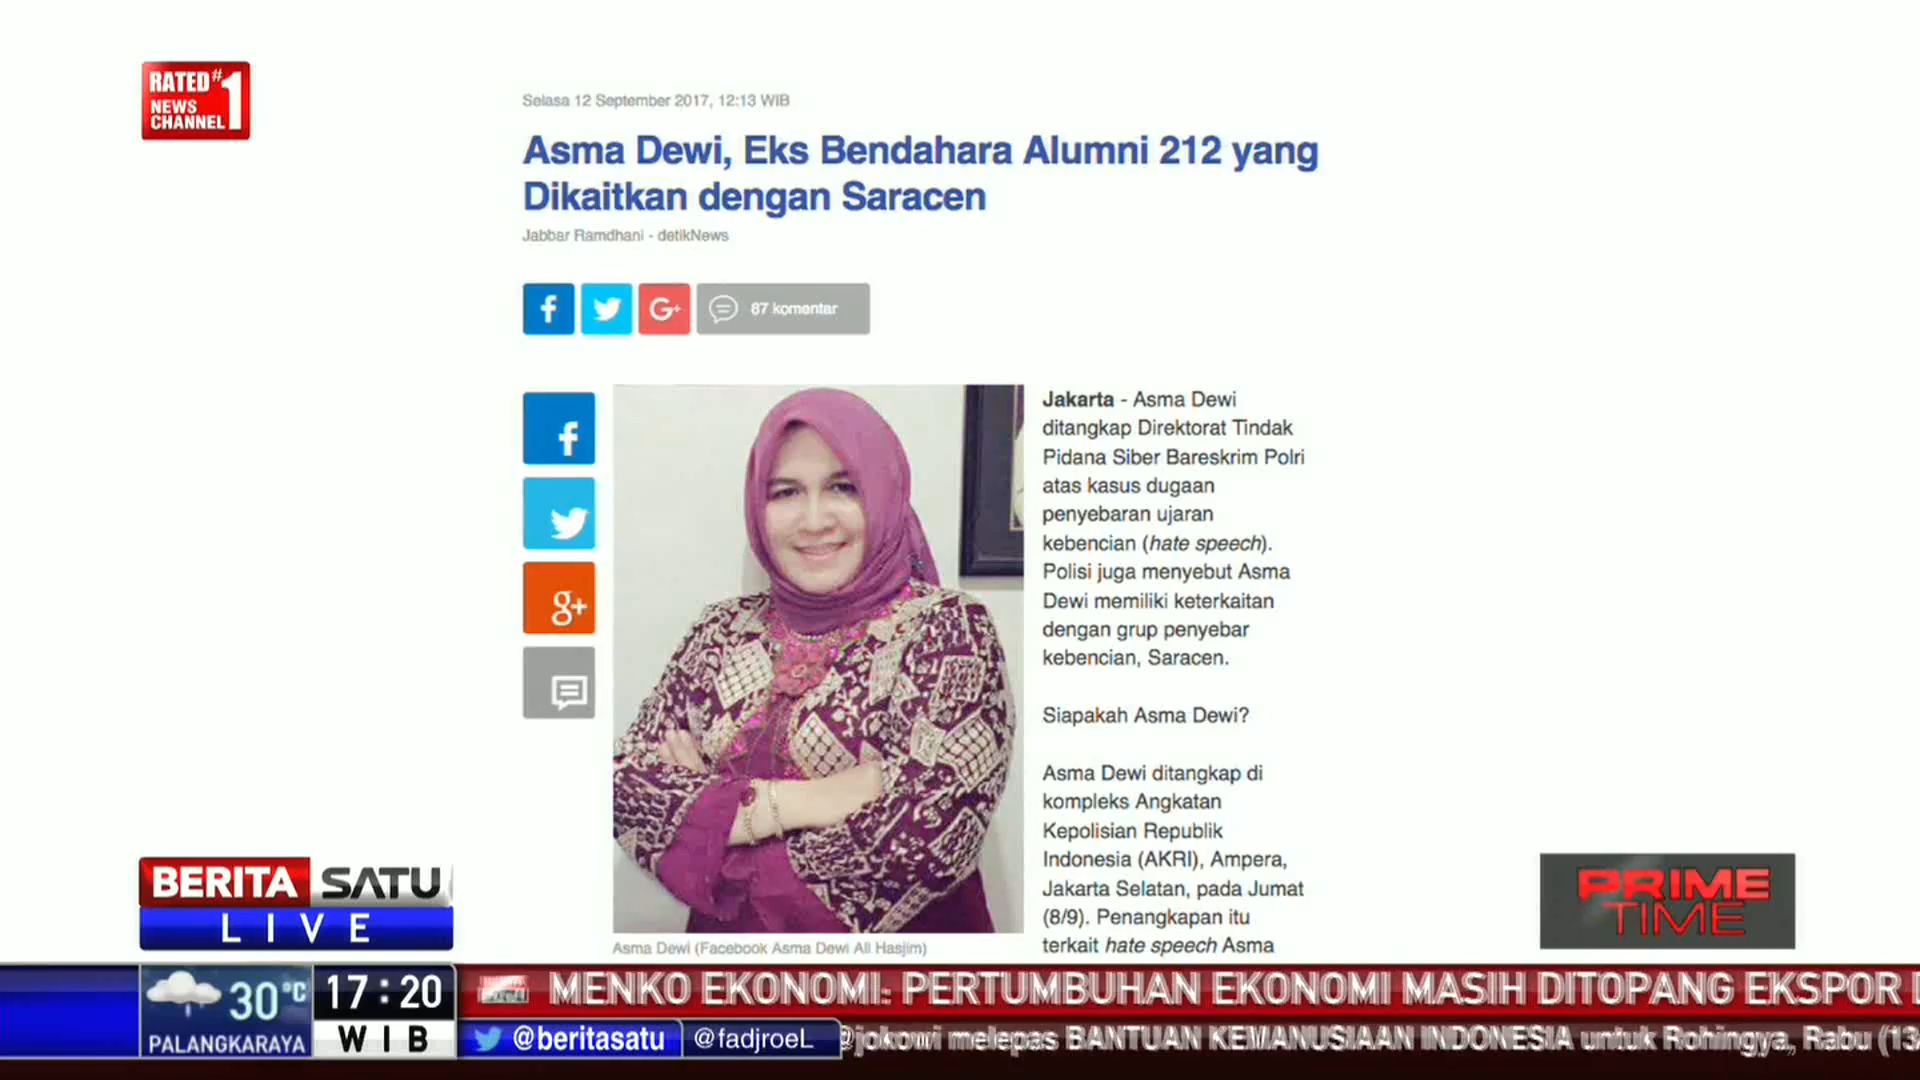 RATED #1
NEWS
CHANNEL
Selasa 12 September 2017, 12:13 WIB
Asma Dewi, Eks Bendahara Alumni 212 yang
Dikaitkan dengan Saracen
Jabbar Ramdhani - detikNews
f
G+
87 komentar
f
g+
Jakarta - Asma Dewi
ditangkap Direktorat Tindak
Pidana Siber Bareskrim Polri
atas kasus dugaan
penyebaran ujaran
kebencian (hate speech).
Polisi juga menyebut Asma
Dewi memiliki keterkaitan
dengan grup penyebar
kebencian, Saracen.
Siapakah Asma Dewi?
Asma Dewi ditangkap di
kompleks Angkatan
Kepolisian Republik
Indonesia (AKRI), Ampera,
Jakarta Selatan, pada Jumat
(8/9). Penangkapan itu
terkait hate speech Asma
Asma Dewi (Facebook Asma Dewi Ali Hasjim)
BERITA SATU
LIVE
PRIME
TIME
30°C
PALANGKARAYA
17:20
WIB
MENKO EKONOMI: PERTUMBUHAN EKONOMI MASIH DITOPANG EKSPOR
@beritasatu
@fadjroeL
@jokowi melepas BANTUAN KEWANUSIAAN INDONESIA untuk Rohingya, Rabu (13